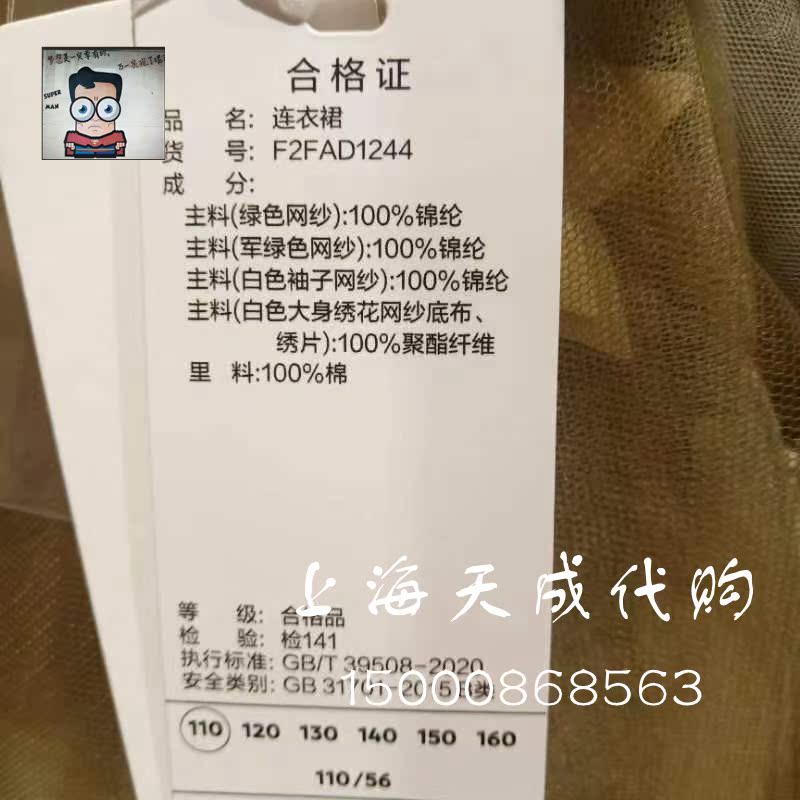 梦想是一定要有的,
万一实现了呢
SUPER
MAN
合格证
品 名: 连衣裙
货 号: F2FAD1244
成 分:
主料(绿色网纱):100%锦纶
主料(军绿色网纱):100%锦纶
主料(白色袖子网纱):100%锦纶
主料(白色大身绣花网纱底布、
绣片):100%聚酯纤维
里 料:100%棉
等 级: 合格品
检 验: 检141
执行标准: GB/T 39508-2020
安全类别: GB 31701-2015 B类
上海天成代购
15000868563
110 120 130 140 150 160
110/56